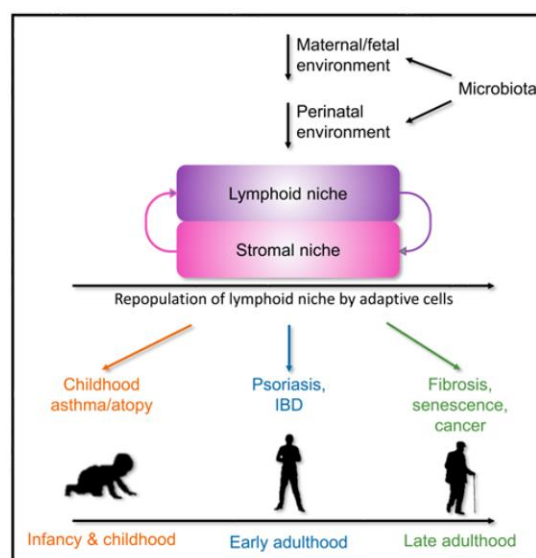 Maternal/fetal
environment
Microbiota
Perinatal
environment
Lymphoid niche
Stromal niche
Repopulation of lymphoid niche by adaptive cells
Childhood
asthma/atopy
Psoriasis,
IBD
Fibrosis,
senescence,
cancer
Infancy & childhood
Early adulthood
Late adulthood